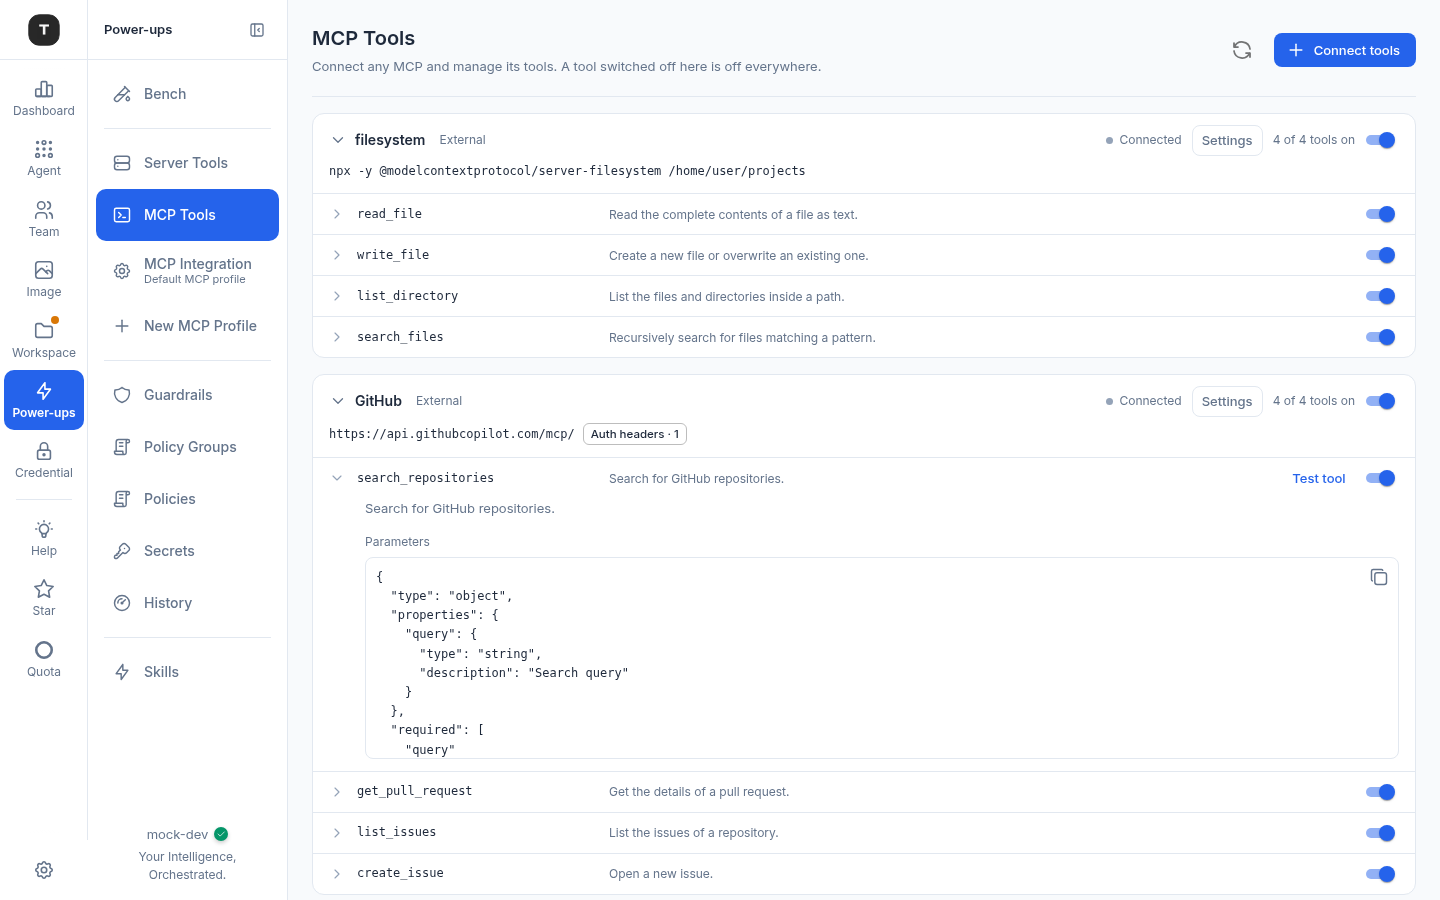 T
Power-ups
Dashboard
Agent
Team
Image
Workspace
Power-ups
Credential
Help
Star
Quota
Bench
Server Tools
MCP Tools
MCP Integration
Default MCP profile
New MCP Profile
Guardrails
Policy Groups
Policies
Secrets
History
Skills
mock-dev
Your Intelligence,
Orchestrated.
MCP Tools
Connect any MCP and manage its tools. A tool switched off here is off everywhere.
Connect tools
filesystem External Connected Settings 4 of 4 tools on
npx -y @modelcontextprotocol/server-filesystem /home/user/projects
read_file Read the complete contents of a file as text.
write_file Create a new file or overwrite an existing one.
list_directory List the files and directories inside a path.
search_files Recursively search for files matching a pattern.
GitHub External Connected Settings 4 of 4 tools on
https://api.githubcopilot.com/mcp/ Auth headers · 1
search_repositories Search for GitHub repositories. Test tool
Search for GitHub repositories.
Parameters
{
  "type": "object",
  "properties": {
    "query": {
      "type": "string",
      "description": "Search query"
    }
  },
  "required": [
    "query"
get_pull_request Get the details of a pull request.
list_issues List the issues of a repository.
create_issue Open a new issue.